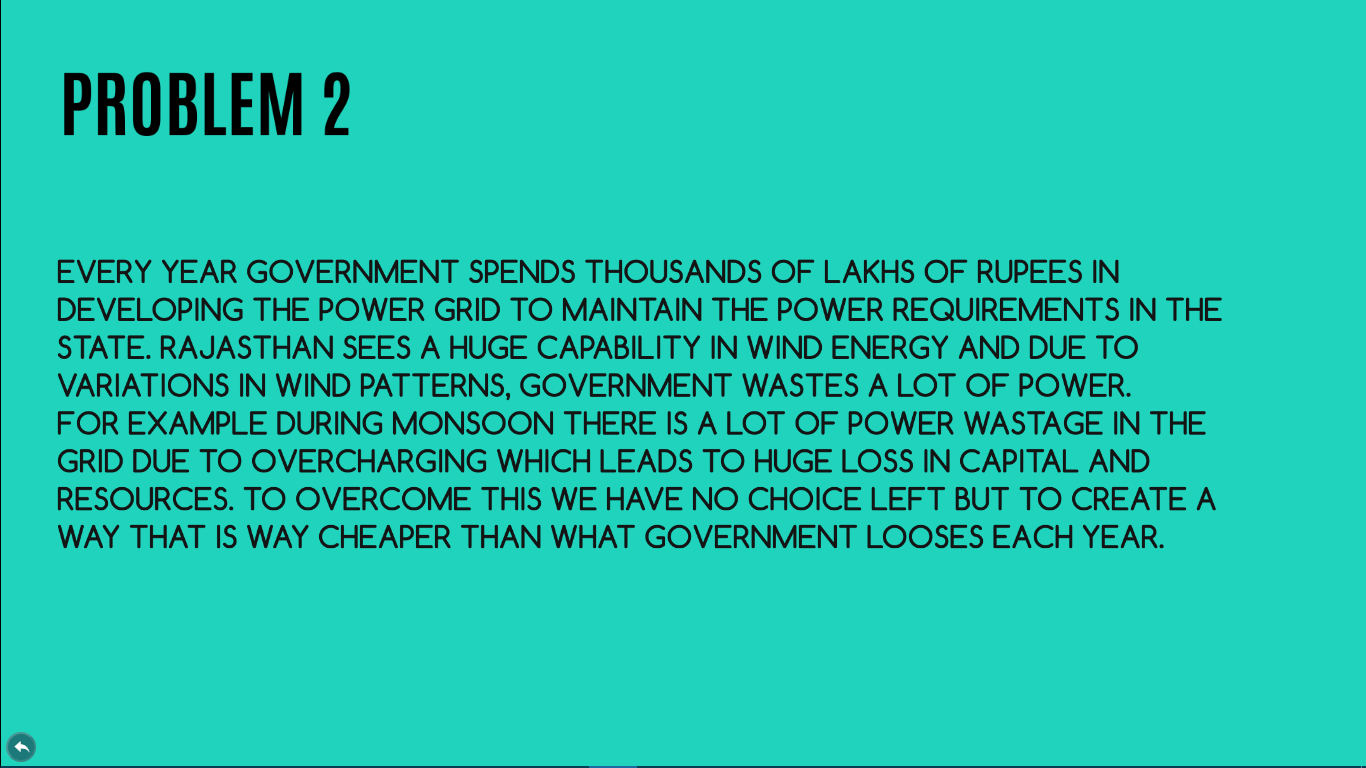 PROBLEM 2
EVERY YEAR GOVERNMENT SPENDS THOUSANDS OF LAKHS OF RUPEES IN
DEVELOPING THE POWER GRID TO MAINTAIN THE POWER REQUIREMENTS IN THE
STATE. RAJASTHAN SEES A HUGE CAPABILITY IN WIND ENERGY AND DUE TO
VARIATIONS IN WIND PATTERNS, GOVERNMENT WASTES A LOT OF POWER.
FOR EXAMPLE DURING MONSOON THERE IS A LOT OF POWER WASTAGE IN THE
GRID DUE TO OVERCHARGING WHICH LEADS TO HUGE LOSS IN CAPITAL AND
RESOURCES. TO OVERCOME THIS WE HAVE NO CHOICE LEFT BUT TO CREATE A
WAY THAT IS WAY CHEAPER THAN WHAT GOVERNMENT LOOSES EACH YEAR.